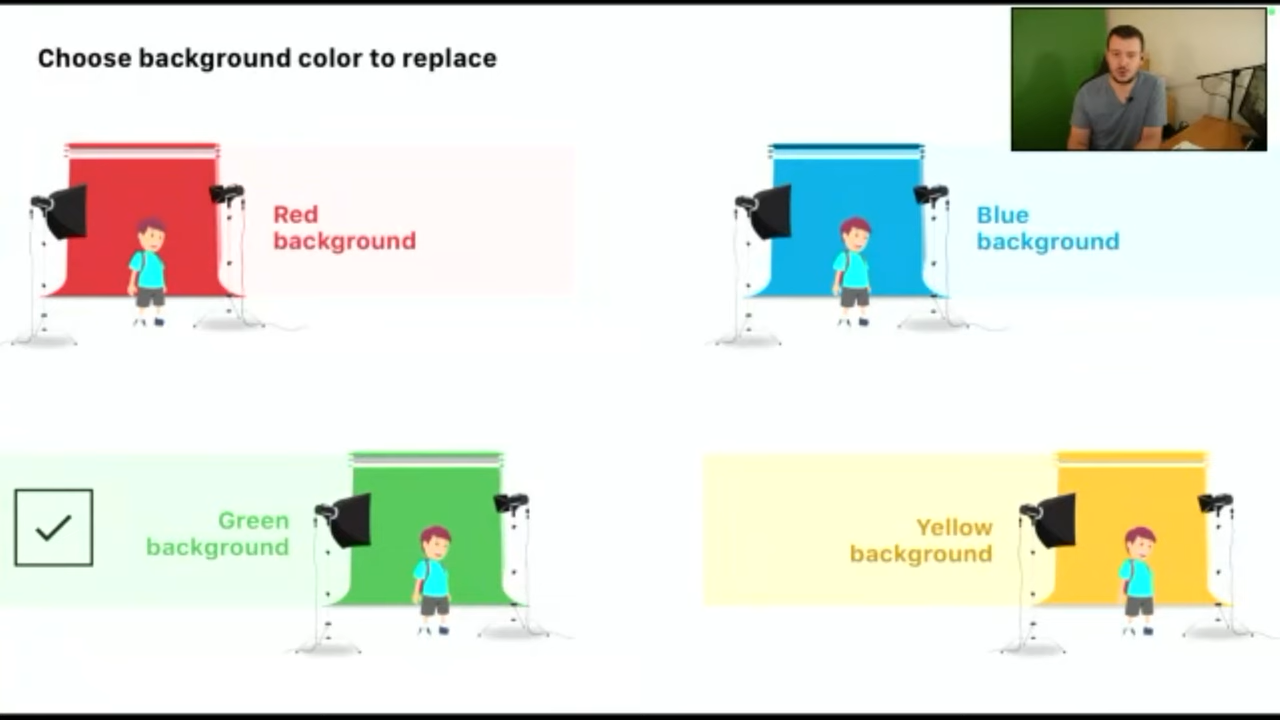 Choose background color to replace
Red
background
Blue
background
Green
background
Yellow
background